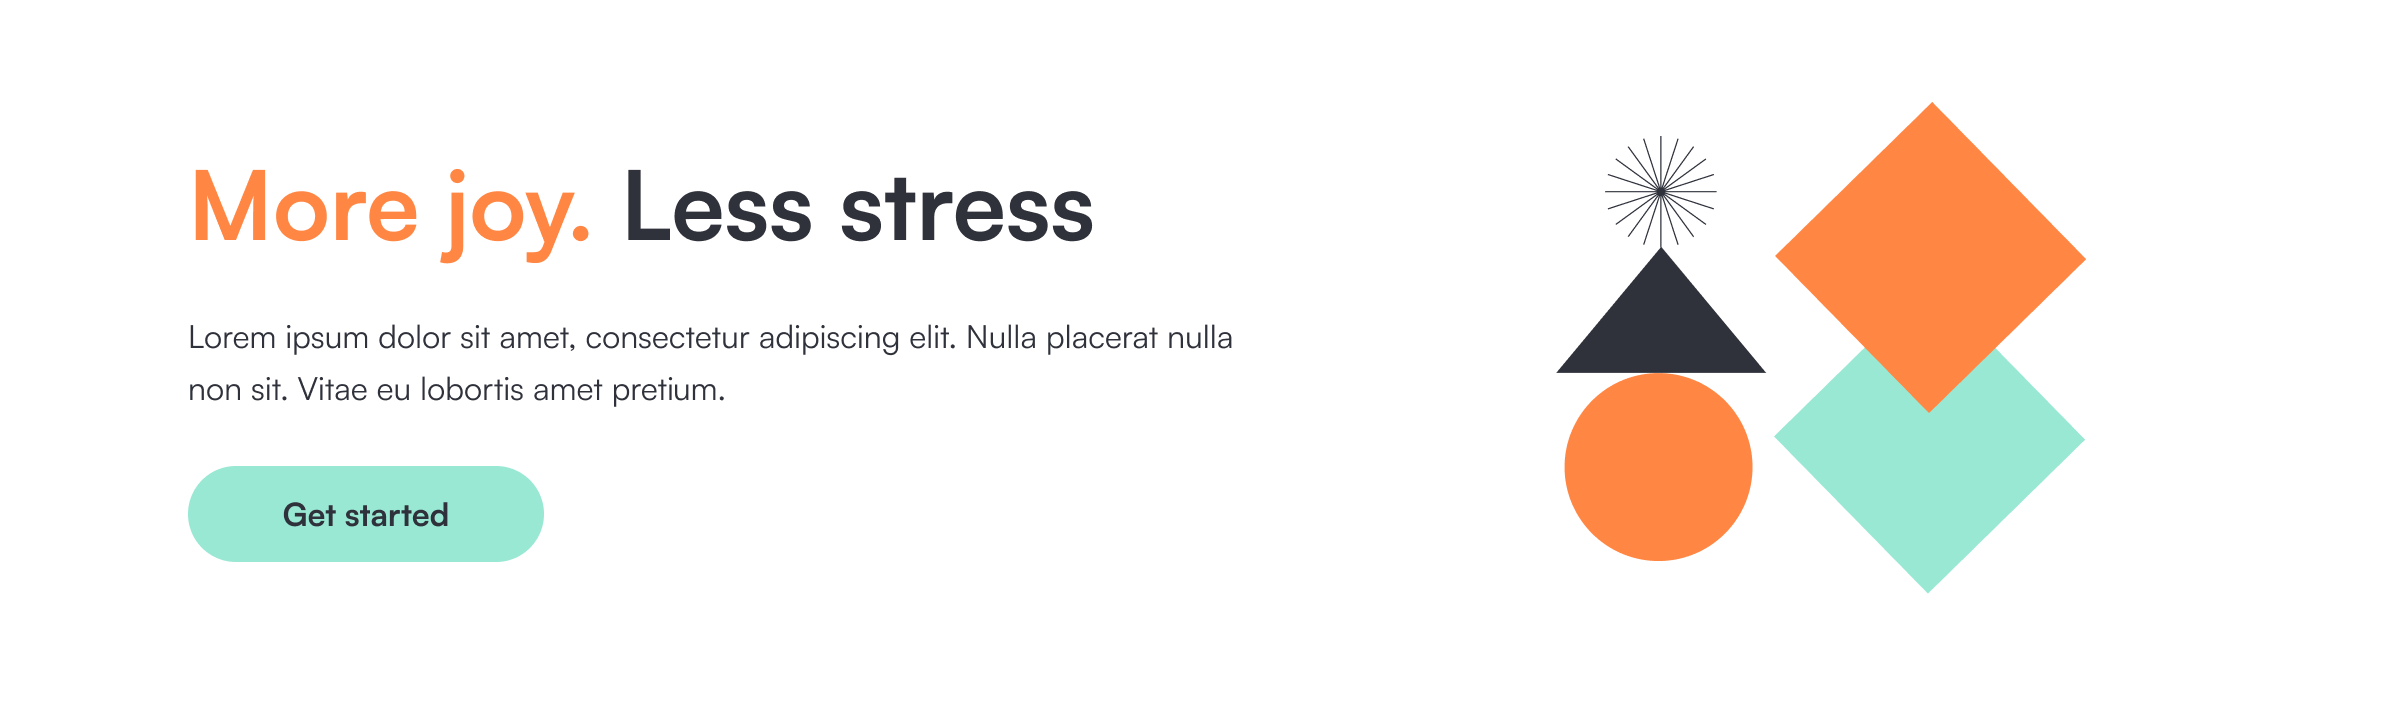 More joy. Less stress
Lorem ipsum dolor sit amet, consectetur adipiscing elit. Nulla placerat nulla
non sit. Vitae eu lobortis amet pretium.
Get started